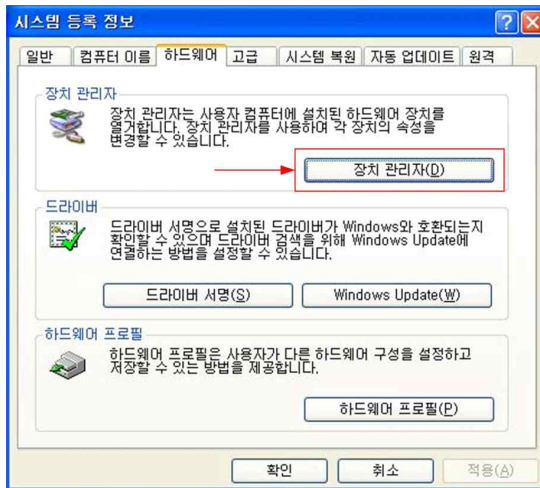 시스템 등록 정보
일반 컴퓨터 이름 하드웨어 고급 시스템 복원 자동 업데이트 원격
장치 관리자
장치 관리자는 사용자 컴퓨터에 설치된 하드웨어 장치를
열거합니다. 장치 관리자를 사용하여 각 장치의 속성을
변경할 수 있습니다.
장치 관리자(D)
드라이버
드라이버 서명으로 설치된 드라이버가 Windows와 호환되는지
확인할 수 있으며 드라이버 검색을 위해 Windows Update에
연결하는 방법을 설정할 수 있습니다.
드라이버 서명(S) Windows Update(W)
하드웨어 프로필
하드웨어 프로필은 사용자가 다른 하드웨어 구성을 설정하고
저장할 수 있는 방법을 제공합니다.
하드웨어 프로필(P)
확인 취소 적용(A)